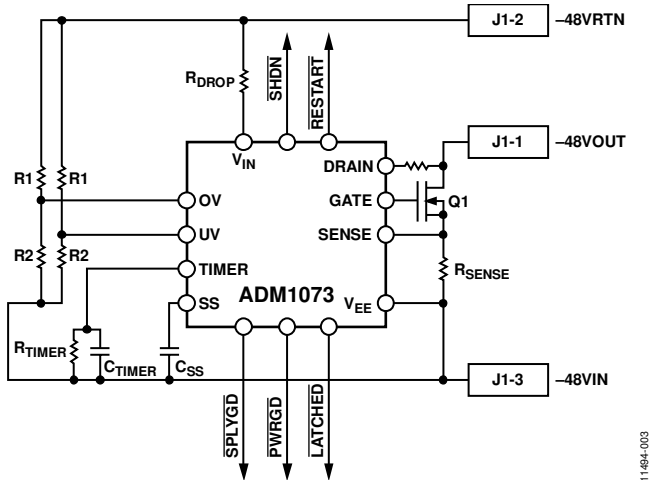 J1-2 –48VRTN
RDROP
SHDN
RESTART
J1-1 –48VOUT
VIN
DRAIN
R1 R1
OV
GATE
Q1
UV
SENSE
R2 R2
TIMER
RSENSE
ADM1073
SS
VEE
RTIMER
CTIMER
CSS
J1-3 –48VIN
SPLYGD
PWRGD
LATCHED
11494-003